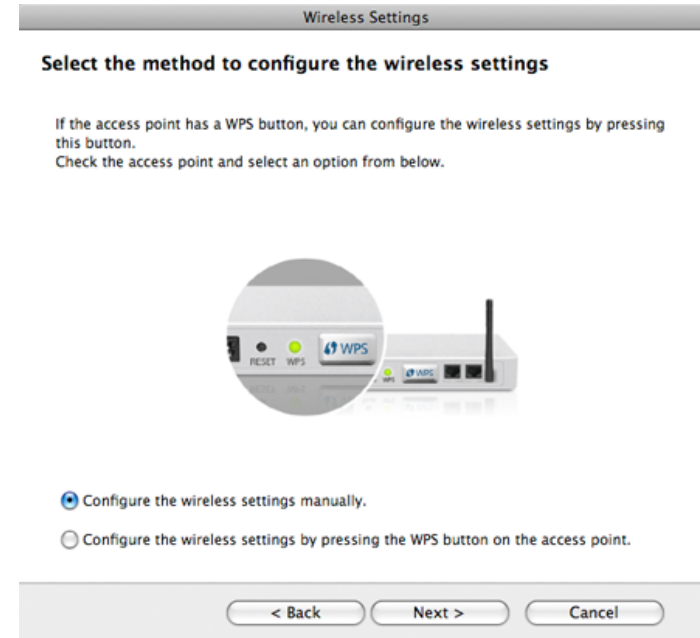 Wireless Settings
Select the method to configure the wireless settings
If the access point has a WPS button, you can configure the wireless settings by pressing
this button.
Check the access point and select an option from below.
RESET WPS WPS
WPS WPS
Configure the wireless settings manually.
Configure the wireless settings by pressing the WPS button on the access point.
< Back Next > Cancel